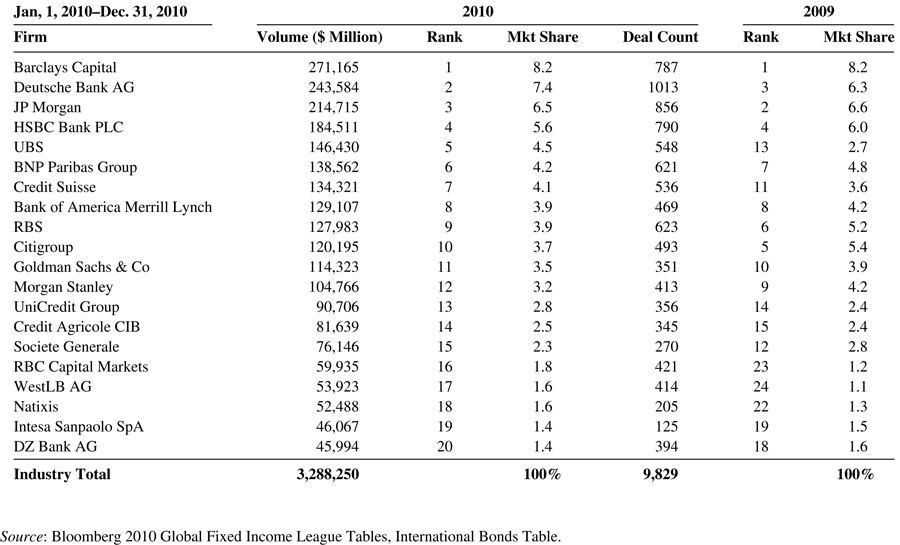 Jan, 1, 2010–Dec. 31, 2010 2010 2009
Firm Volume ($ Million) Rank Mkt Share Deal Count Rank Mkt Share
Barclays Capital 271,165 1 8.2 787 1 8.2
Deutsche Bank AG 243,584 2 7.4 1013 3 6.3
JP Morgan 214,715 3 6.5 856 2 6.6
HSBC Bank PLC 184,511 4 5.6 790 4 6.0
UBS 146,430 5 4.5 548 13 2.7
BNP Paribas Group 138,562 6 4.2 621 7 4.8
Credit Suisse 134,321 7 4.1 536 11 3.6
Bank of America Merrill Lynch 129,107 8 3.9 469 8 4.2
RBS 127,983 9 3.9 623 6 5.2
Citigroup 120,195 10 3.7 493 5 5.4
Goldman Sachs & Co 114,323 11 3.5 351 10 3.9
Morgan Stanley 104,766 12 3.2 413 9 4.2
UniCredit Group 90,706 13 2.8 356 14 2.4
Credit Agricole CIB 81,639 14 2.5 345 15 2.4
Societe Generale 76,146 15 2.3 270 12 2.8
RBC Capital Markets 59,935 16 1.8 421 23 1.2
WestLB AG 53,923 17 1.6 414 24 1.1
Natixis 52,488 18 1.6 205 22 1.3
Intesa Sanpaolo SpA 46,067 19 1.4 125 19 1.5
DZ Bank AG 45,994 20 1.4 394 18 1.6
Industry Total 3,288,250 100% 9,829 100%
Source: Bloomberg 2010 Global Fixed Income League Tables, International Bonds Table.